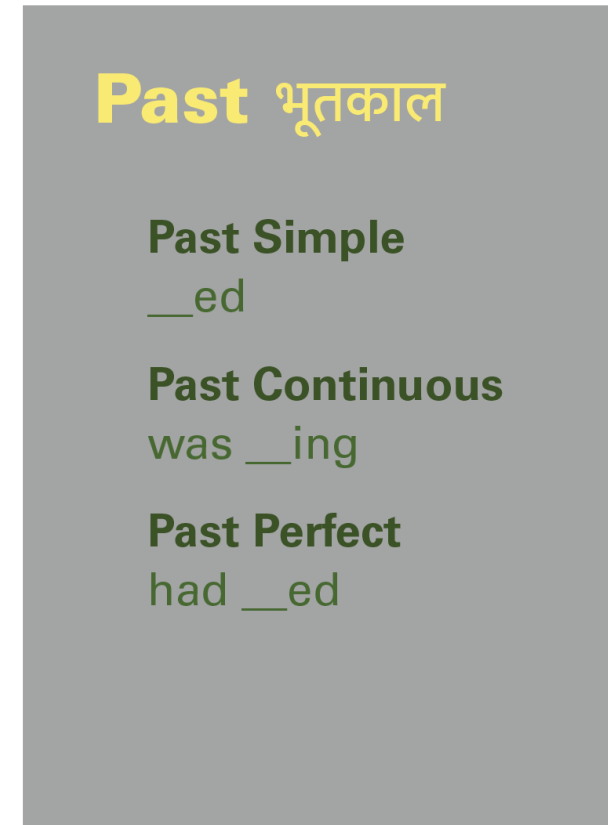 Past भूतकाल
Past Simple
__ed
Past Continuous
was __ing
Past Perfect
had __ed